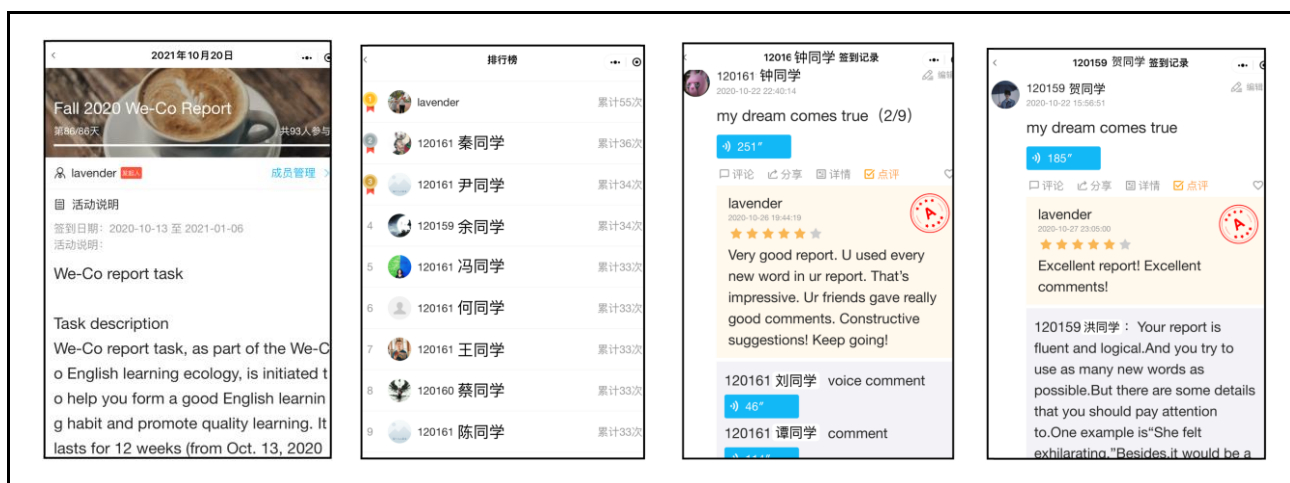 2021年10月20日
Fall 2020 We-Co Report
第86/86天
共93人参与
lavender 发起人
成员管理
活动说明
签到日期：2020-10-13 至 2021-01-06
活动说明：
We-Co report task
Task description
We-Co report task, as part of the We-C
o English learning ecology, is initiated t
o help you form a good English learnin
g habit and promote quality learning. It
lasts for 12 weeks (from Oct. 13, 2020
排行榜
1 lavender 累计55次
2 120161 秦同学 累计36次
3 120161 尹同学 累计34次
4 120159 余同学 累计34次
5 120161 冯同学 累计33次
6 120161 何同学 累计33次
7 120161 王同学 累计33次
8 120160 蔡同学 累计33次
9 120161 陈同学 累计33次
12016 钟同学 签到记录
120161 钟同学
编辑
2020-10-22 22:40:14
my dream comes true（2/9）
251″
评论 分享 详情 点评
lavender
2020-10-26 19:44:19
A
Very good report. U used every
new word in ur report. That's
impressive. Ur friends gave really
good comments. Constructive
suggestions! Keep going!
120161 刘同学 voice comment
46″
120161 谭同学 comment
120159 贺同学 签到记录
120159 贺同学
编辑
2020-10-22 15:56:51
my dream comes true
185″
评论 分享 详情 点评
lavender
2020-10-27 23:05:00
A
Excellent report! Excellent
comments!
120159 洪同学： Your report is
fluent and logical.And you try to
use as many new words as
possible.But there are some details
that you should pay attention
to.One example is“She felt
exhilarating.”Besides,it would be a